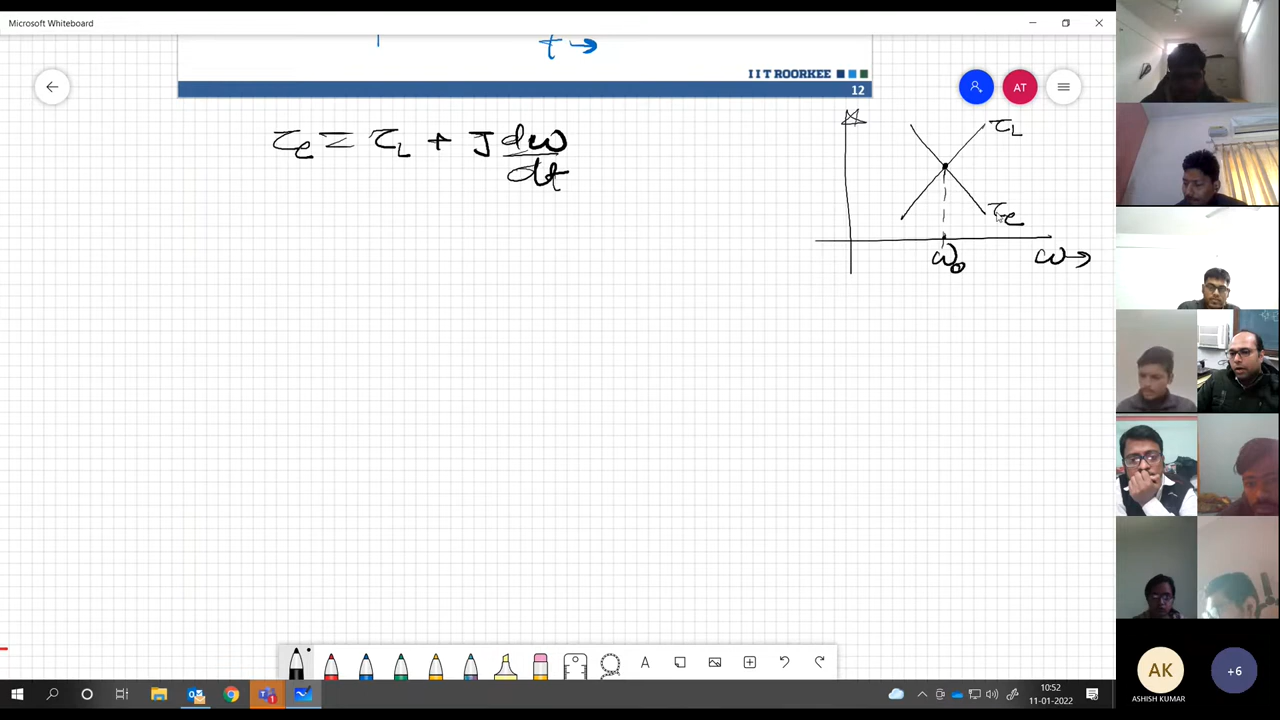 Microsoft Whiteboard
t →
I I T ROORKEE
12
AT
τe = τL + J dω/dt
τL
τe
ω0
ω→
A
AK
+6
ASHISH KUMAR
10:52
11-01-2022